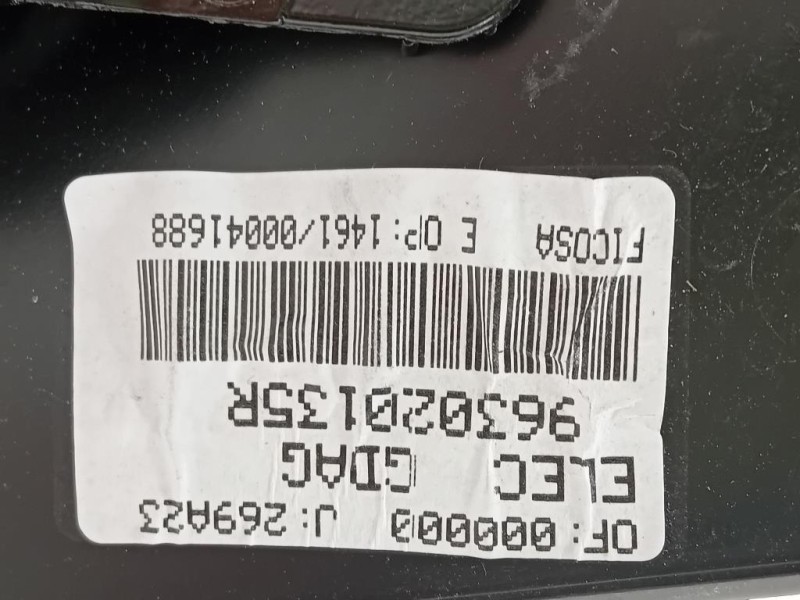 OF:000000 J:269A23
ELEC GDAG
963020135R
FICOSA E OP:1461/00041688